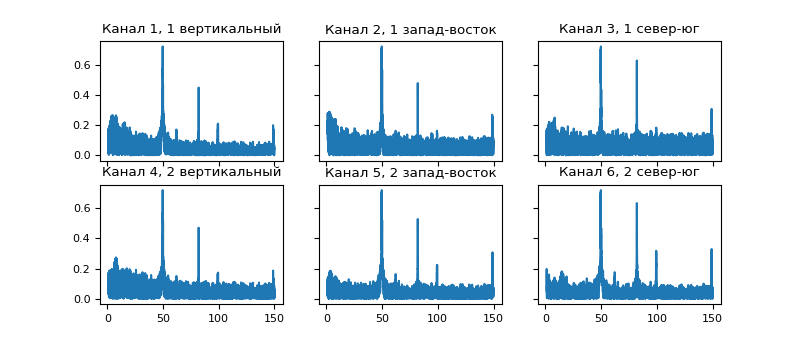 Канал 1, 1 вертикальный
Канал 2, 1 запад-восток
Канал 3, 1 север-юг
0.6
0.4
0.2
0.0
Канал 4, 2 вертикальный
Канал 5, 2 запад-восток
Канал 6, 2 север-юг
0.6
0.4
0.2
0.0
0 50 100 150
0 50 100 150
0 50 100 150